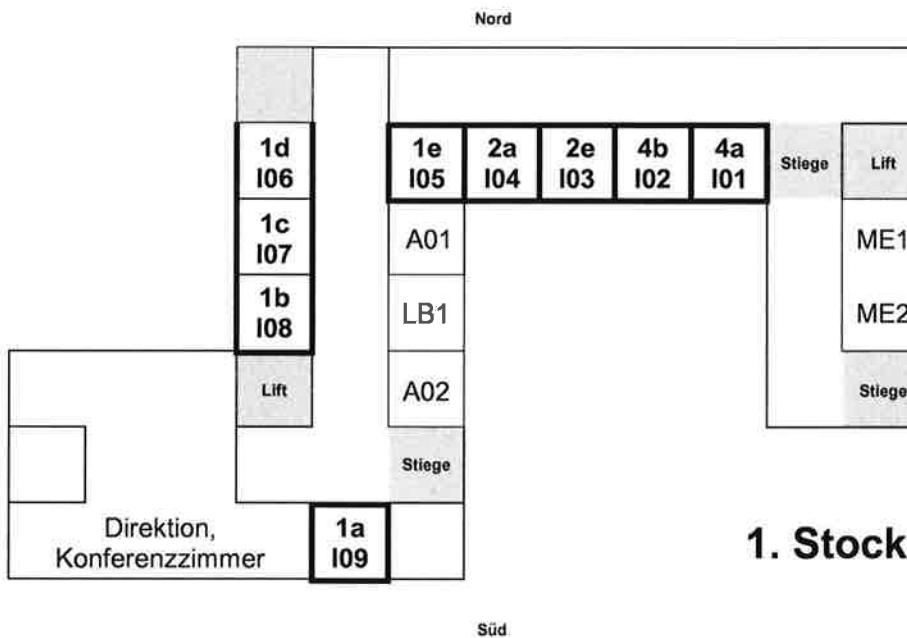 Nord
1d
I06
1e
I05
2a
I04
2e
I03
4b
I02
4a
I01
Stiege
Lift
1c
I07
A01
ME1
1b
I08
LB1
ME2
Lift
A02
Stiege
Stiege
Direktion,
Konferenzzimmer
1a
I09
1. Stock
Süd